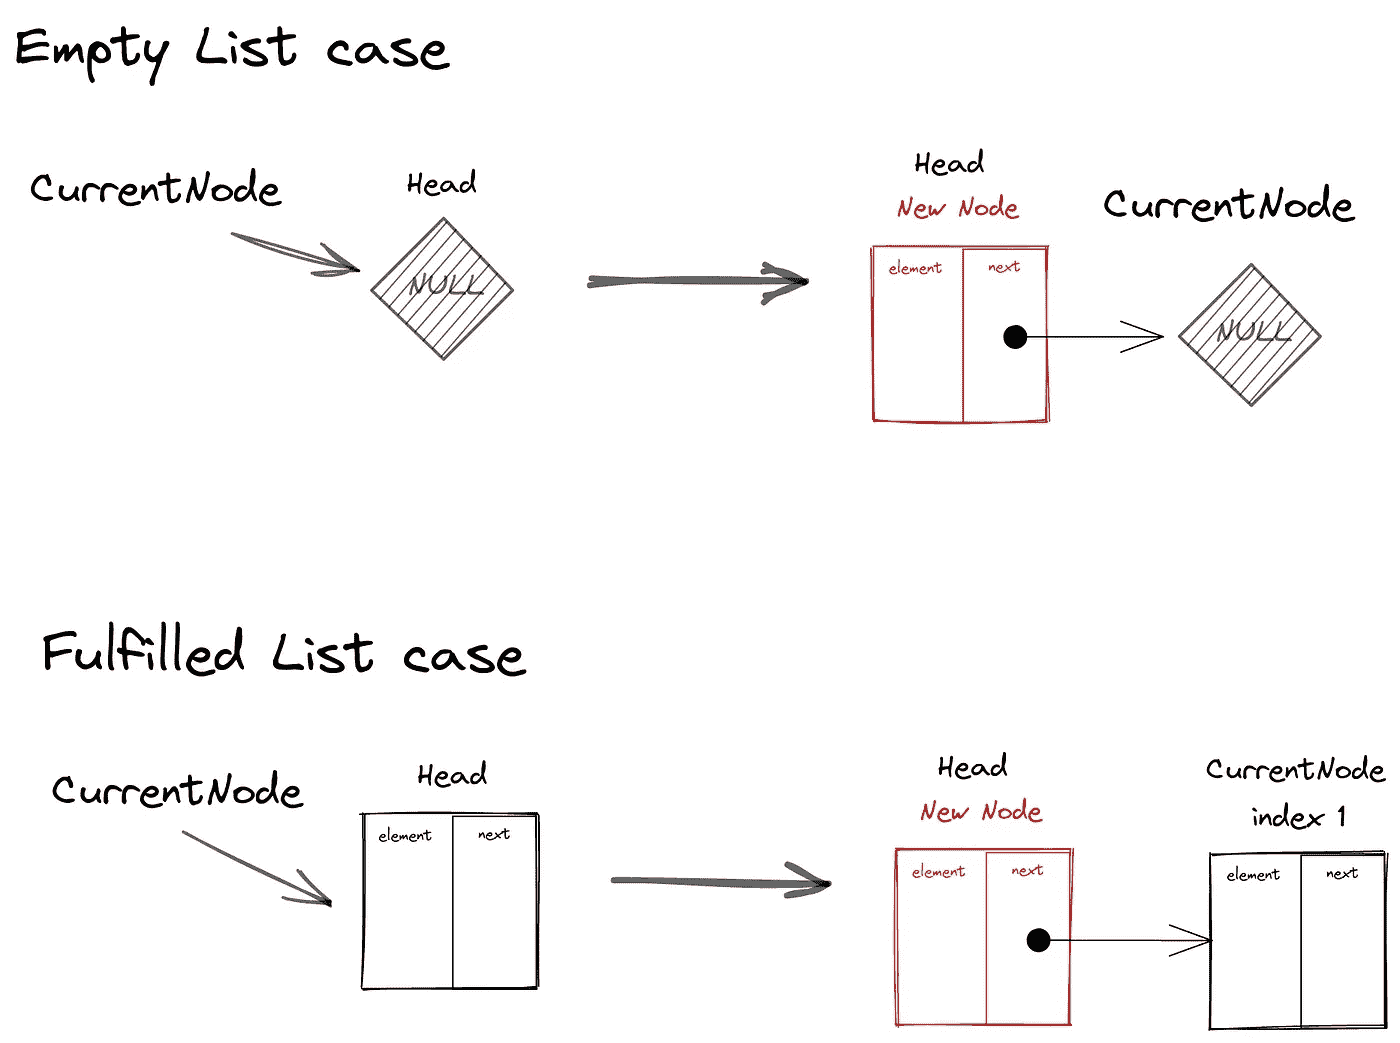 Empty List case
CurrentNode
Head
NULL
Head
New Node
element
next
CurrentNode
NULL
Fulfilled List case
CurrentNode
Head
element
next
Head
New Node
element
next
CurrentNode
index 1
element
next